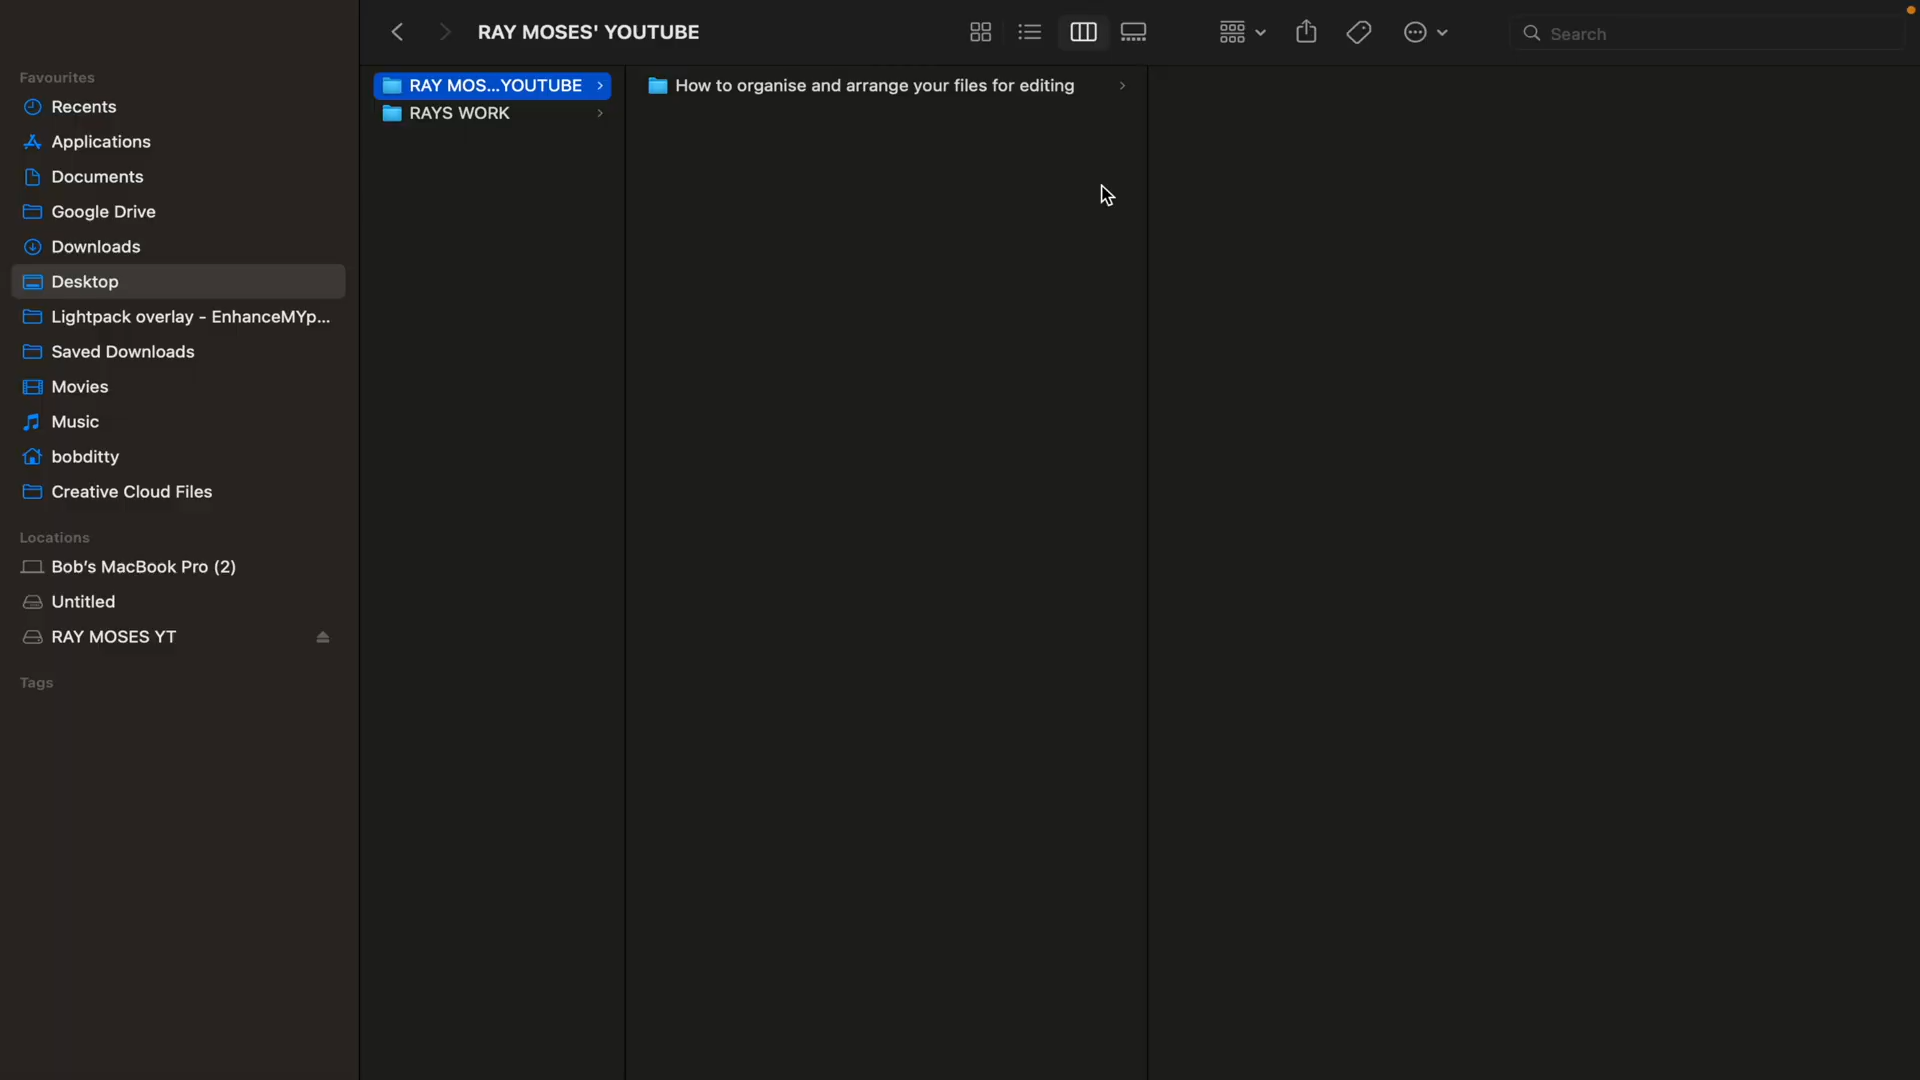 RAY MOSES' YOUTUBE
Search
Favourites
Recents
Applications
Documents
Google Drive
Downloads
Desktop
Lightpack overlay - EnhanceMYp...
Saved Downloads
Movies
Music
bobditty
Creative Cloud Files
Locations
Bob's MacBook Pro (2)
Untitled
RAY MOSES YT
Tags
RAY MOS...YOUTUBE
RAYS WORK
How to organise and arrange your files for editing